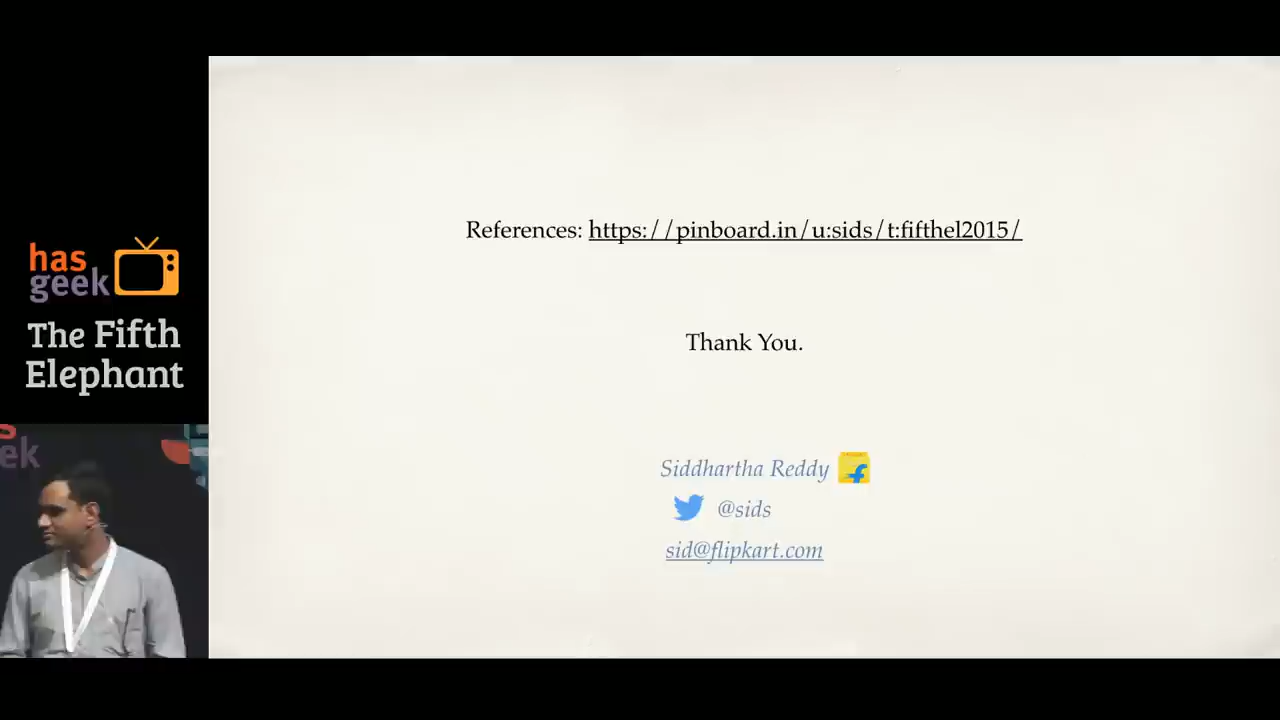 has
geek
The Fifth
Elephant
s
ek
References: https://pinboard.in/u:sids/t:fifthel2015/
Thank You.
Siddhartha Reddy
@sids
sid@flipkart.com